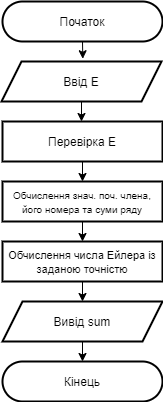 Початок
Ввід E
Перевірка E
Обчислення знач. поч. члена,
його номера та суми ряду
Обчислення числа Ейлера із
заданою точністю
Вивід sum
Кінець